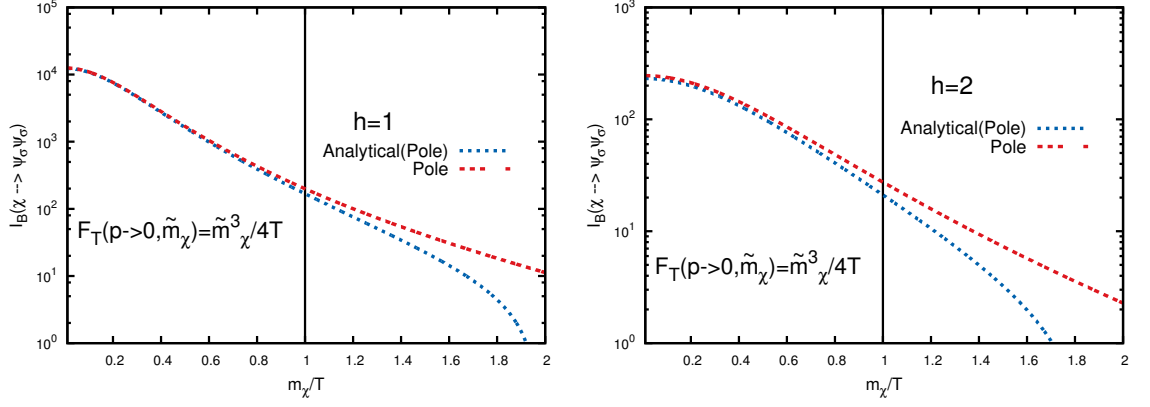 10^5
10^4
10^3
10^2
10^1
10^0
I_B(χ --> ψ_σ ψ_σ)
h=1
Analytical(Pole)
Pole
F_T(p->0,m̃_χ)=m̃^3_χ/4T
0.2 0.4 0.6 0.8 1 1.2 1.4 1.6 1.8 2
m_χ/T
10^3
10^2
10^1
10^0
I_B(χ --> ψ_σ ψ_σ)
h=2
Analytical(Pole)
Pole
F_T(p->0,m̃_χ)=m̃^3_χ/4T
0.2 0.4 0.6 0.8 1 1.2 1.4 1.6 1.8 2
m_χ/T